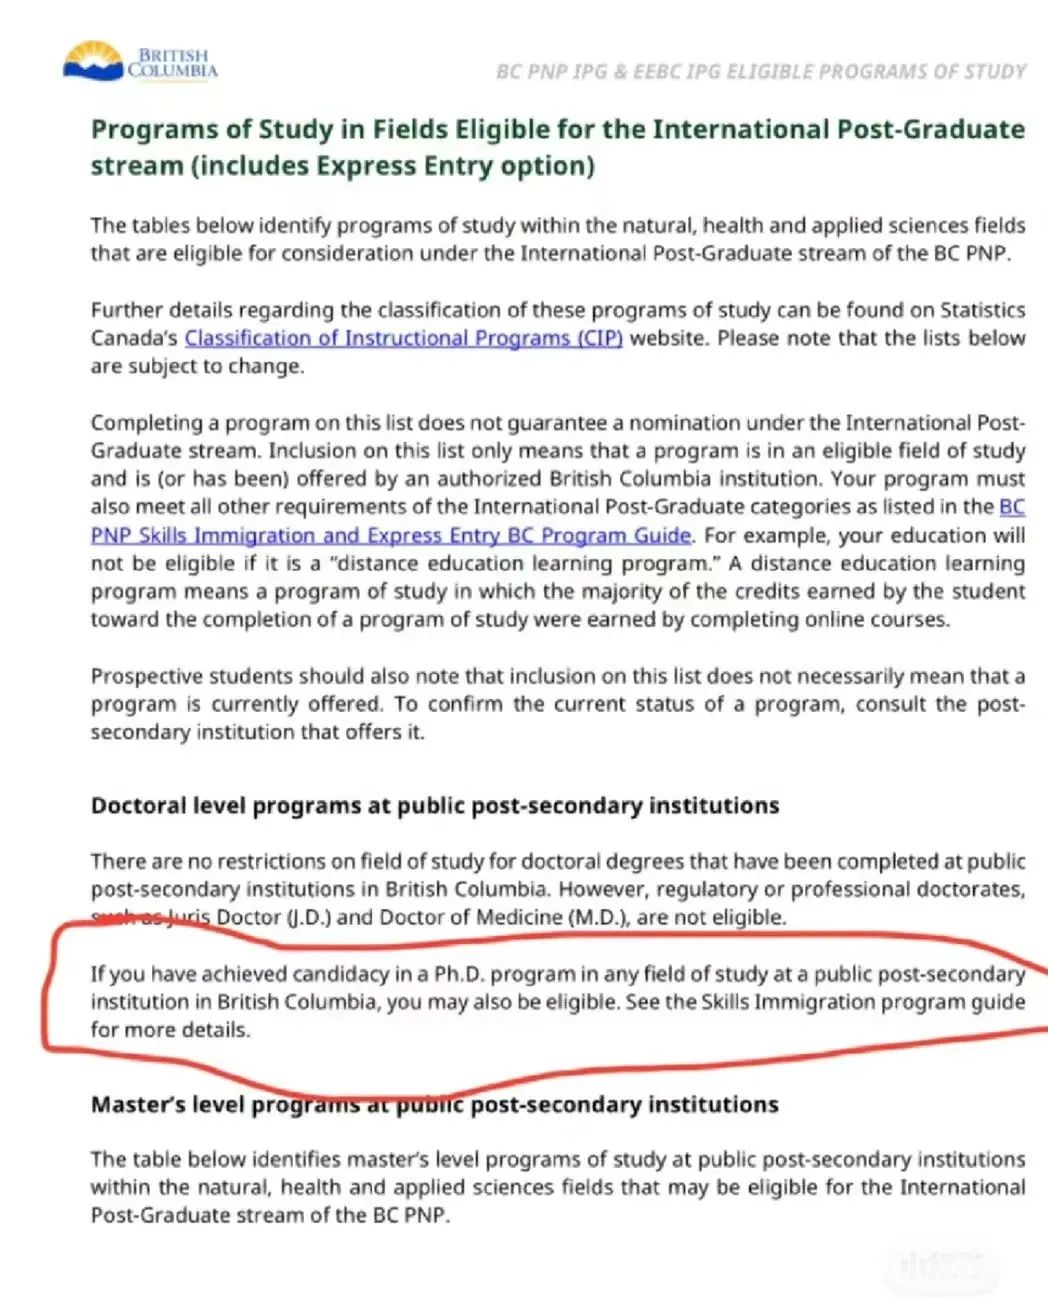 BRITISH
COLUMBIA
BC PNP IPG & EEBC IPG ELIGIBLE PROGRAMS OF STUDY
Programs of Study in Fields Eligible for the International Post-Graduate
stream (includes Express Entry option)
The tables below identify programs of study within the natural, health and applied sciences fields
that are eligible for consideration under the International Post-Graduate stream of the BC PNP.
Further details regarding the classification of these programs of study can be found on Statistics
Canada's Classification of Instructional Programs (CIP) website. Please note that the lists below
are subject to change.
Completing a program on this list does not guarantee a nomination under the International Post-
Graduate stream. Inclusion on this list only means that a program is in an eligible field of study
and is (or has been) offered by an authorized British Columbia institution. Your program must
also meet all other requirements of the International Post-Graduate categories as listed in the BC
PNP Skills Immigration and Express Entry BC Program Guide. For example, your education will
not be eligible if it is a "distance education learning program." A distance education learning
program means a program of study in which the majority of the credits earned by the student
toward the completion of a program of study were earned by completing online courses.
Prospective students should also note that inclusion on this list does not necessarily mean that a
program is currently offered. To confirm the current status of a program, consult the post-
secondary institution that offers it.
Doctoral level programs at public post-secondary institutions
There are no restrictions on field of study for doctoral degrees that have been completed at public
post-secondary institutions in British Columbia. However, regulatory or professional doctorates,
such as Juris Doctor (J.D.) and Doctor of Medicine (M.D.), are not eligible.
If you have achieved candidacy in a Ph.D. program in any field of study at a public post-secondary
institution in British Columbia, you may also be eligible. See the Skills Immigration program guide
for more details.
Master's level programs at public post-secondary institutions
The table below identifies master's level programs of study at public post-secondary institutions
within the natural, health and applied sciences fields that may be eligible for the International
Post-Graduate stream of the BC PNP.